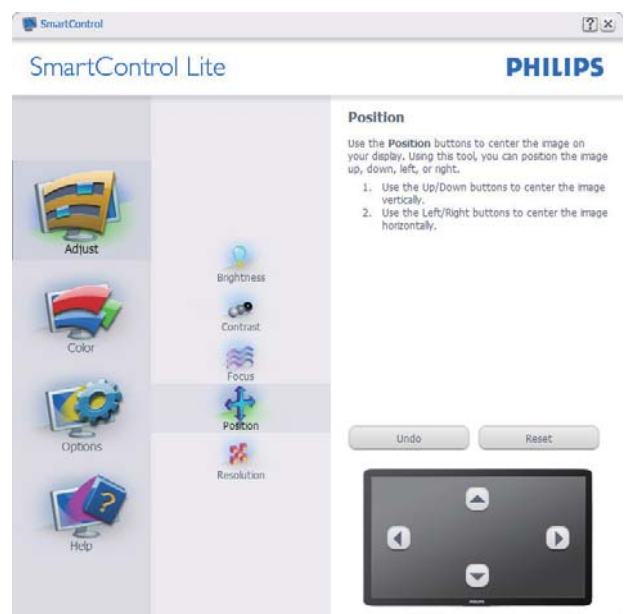 SmartControl
SmartControl Lite
PHILIPS
Adjust
Color
Options
Help
Brightness
Contrast
Focus
Position
Resolution
Position
Use the Position buttons to center the image on
your display. Using this tool, you can position the image
up, down, left, or right.
1. Use the Up/Down buttons to center the image
vertically.
2. Use the Left/Right buttons to center the image
horizontally.
Undo
Reset
PHILIPS